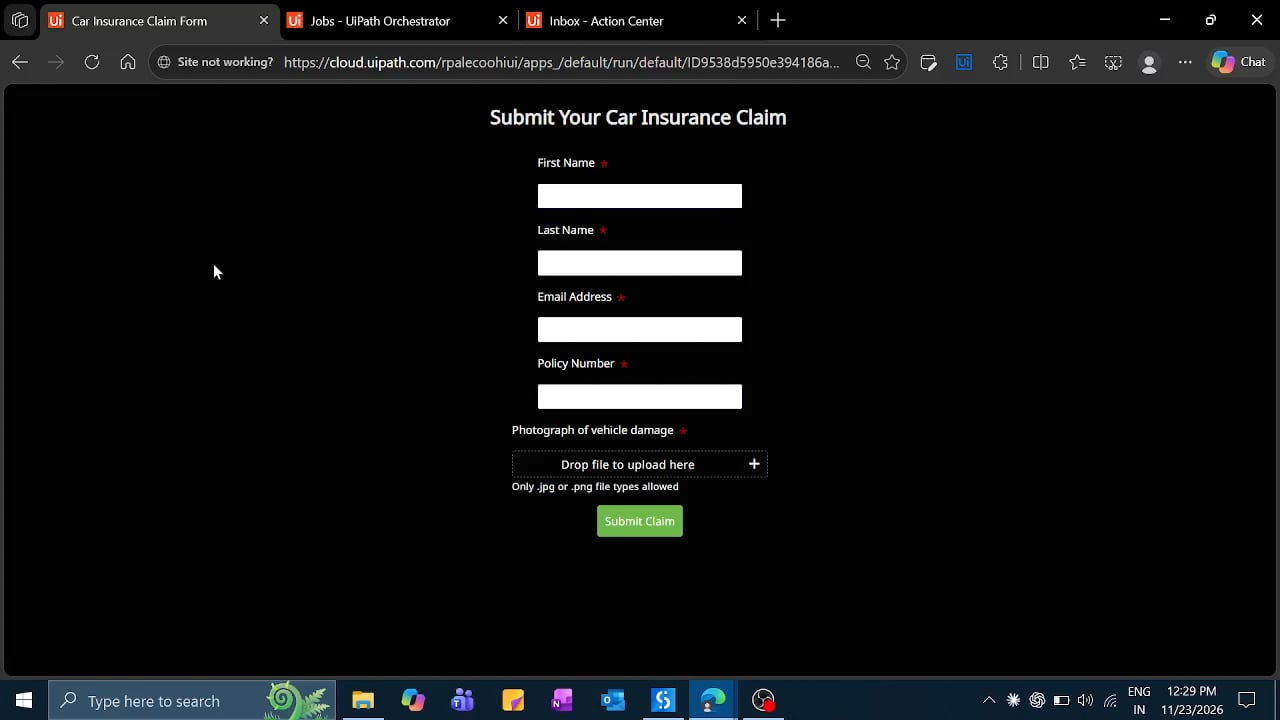 Car Insurance Claim Form
Jobs - UiPath Orchestrator
Inbox - Action Center
Site not working?
https://cloud.uipath.com/rpalecoohiui/apps_/default/run/default/ID9538d5950e394186a...
Chat
Submit Your Car Insurance Claim
First Name *
Last Name *
Email Address *
Policy Number *
Photograph of vehicle damage *
Drop file to upload here +
Only .jpg or .png file types allowed
Submit Claim
Type here to search
ENG
IN
12:29 PM
11/23/2026